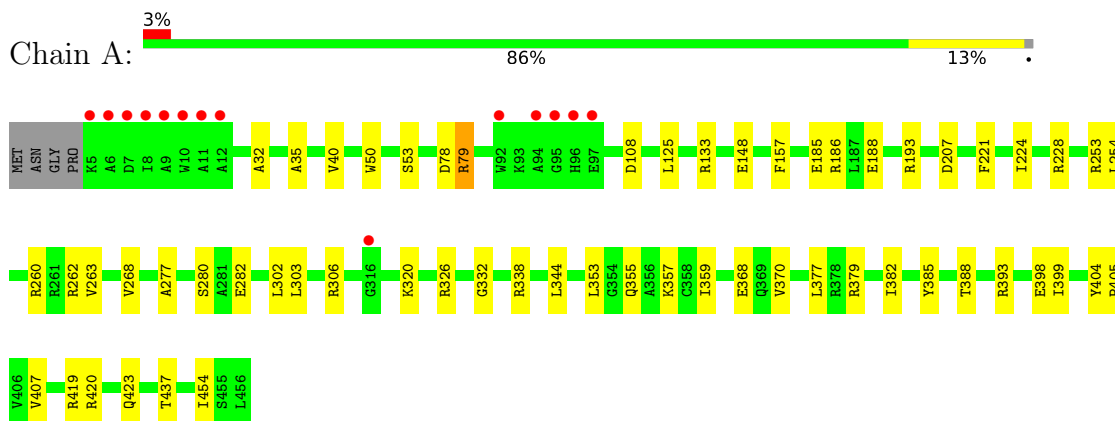 3%
Chain A:
86% 13% •
MET ASN GLY PRO K5 A6 D7 I8 A9 W10 A11 A12 A32 A35 V40 W50 S53 D78 R79 W92 K93 A94 G95 H96 E97 D108 L125 R133 E148 F157 E185 R186 L187 E188 R193 D207 F221 I224 R228 R253 L254
R260 R261 R262 V263 V268 A277 S280 A281 E282 L302 L303 R306 G316 K320 R326 G332 R338 L344 L353 G354 Q355 A356 K357 C358 I359 E368 Q369 V370 L377 R378 R379 I382 Y385 T388 R393 E398 I399 Y404
V406 V407 R419 R420 Q423 T437 I454 S455 L456